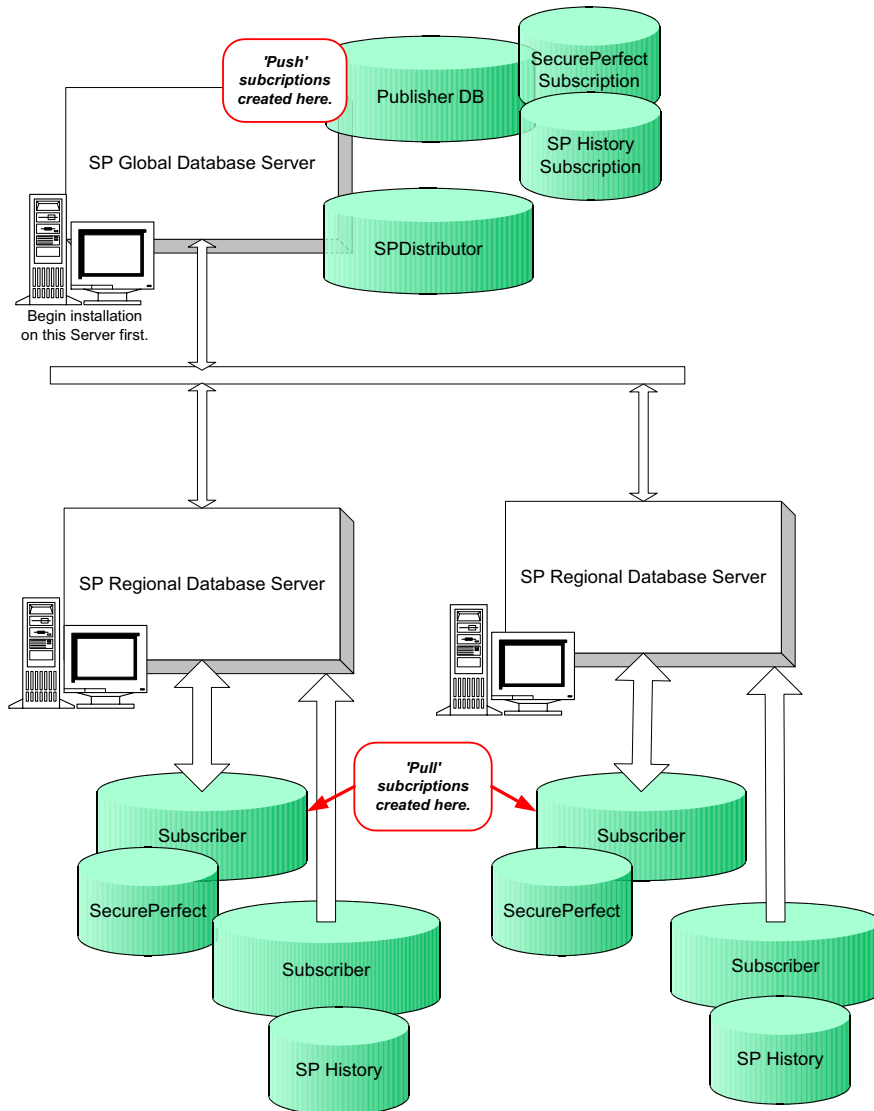 'Push'
subcriptions
created here.
Publisher DB
SecurePerfect
Subscription
SP History
Subscription
SP Global Database Server
SPDistributor
Begin installation
on this Server first.
SP Regional Database Server
SP Regional Database Server
'Pull'
subcriptions
created here.
Subscriber
SecurePerfect
Subscriber
SP History
Subscriber
SecurePerfect
Subscriber
SP History